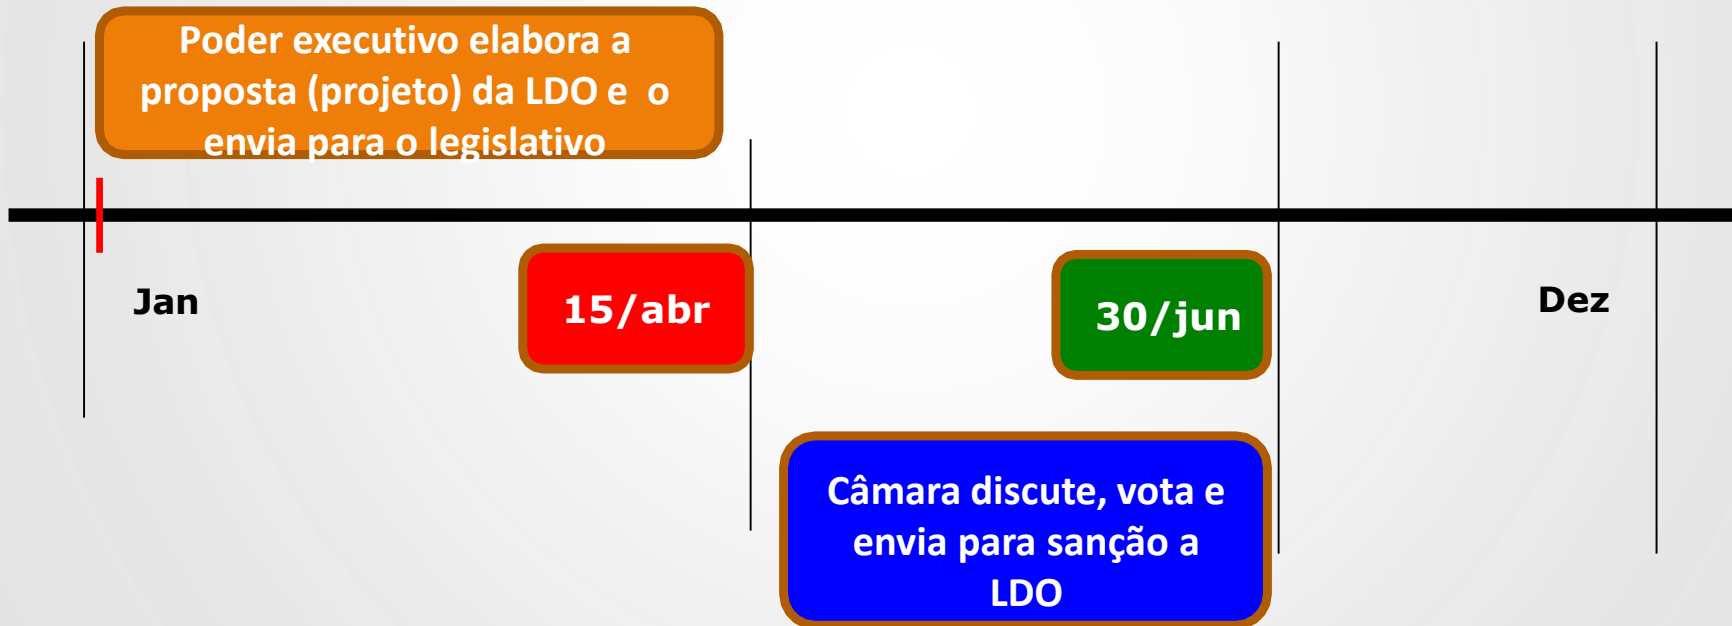 Poder executivo elabora a
proposta (projeto) da LDO e o
envia para o legislativo
Jan
15/abr
30/jun
Dez
Câmara discute, vota e
envia para sanção a
LDO